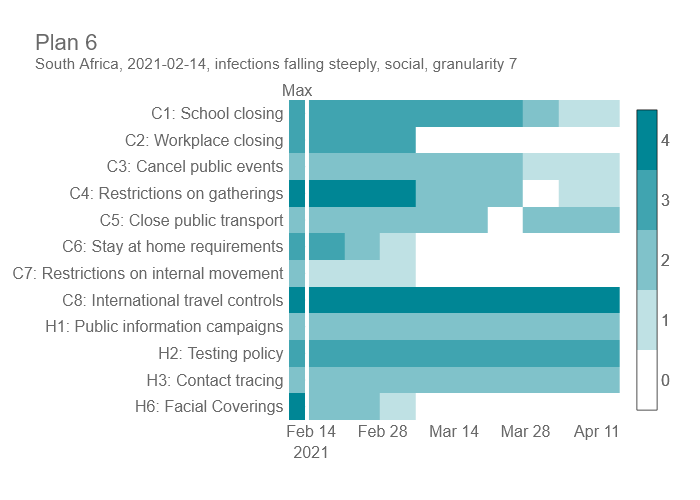 Plan 6
South Africa, 2021-02-14, infections falling steeply, social, granularity 7
Max
C1: School closing
C2: Workplace closing
C3: Cancel public events
C4: Restrictions on gatherings
C5: Close public transport
C6: Stay at home requirements
C7: Restrictions on internal movement
C8: International travel controls
H1: Public information campaigns
H2: Testing policy
H3: Contact tracing
H6: Facial Coverings
4
3
2
1
0
Feb 14 Feb 28 Mar 14 Mar 28 Apr 11
2021